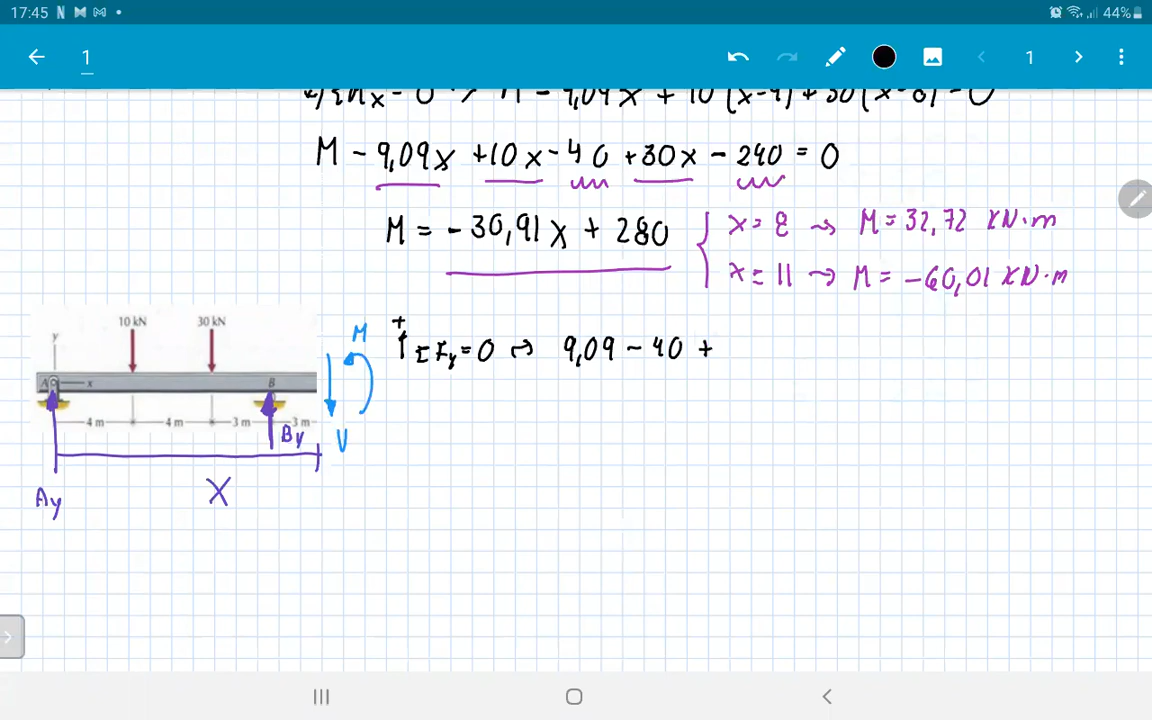 17:45 N 44%
1 1
M - 9,09x +10x - 40 +30x - 240 = 0
M = -30,91x + 280
x = 8 → M = 32,72 KN·m
x = 11 → M = -60,01 KN·m
10 kN 30 kN
y
A x B
4 m 4 m 3 m 3 m
M
V
Ay
By
X
+↑ΣFy=0 → 9,09 - 40 +